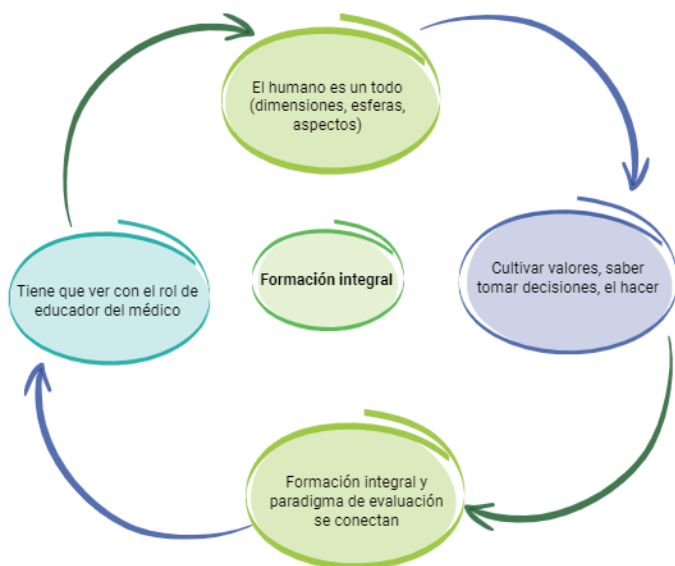 El humano es un todo
(dimensiones, esferas,
aspectos)
Cultivar valores, saber
tomar decisiones, el hacer
Formación integral
Tiene que ver con el rol de
educador del médico
Formación integral y
paradigma de evaluación
se conectan